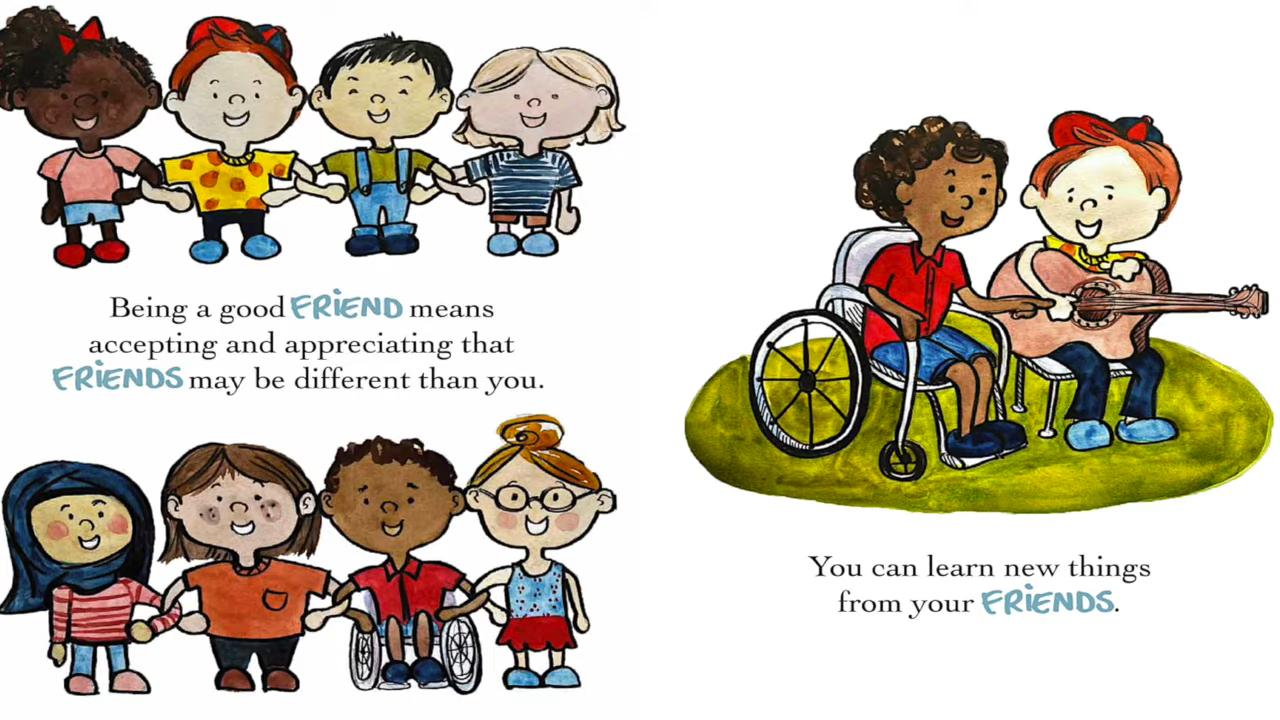 Being a good FRIEND means
accepting and appreciating that
FRIENDS may be different than you.
You can learn new things
from your FRIENDS.